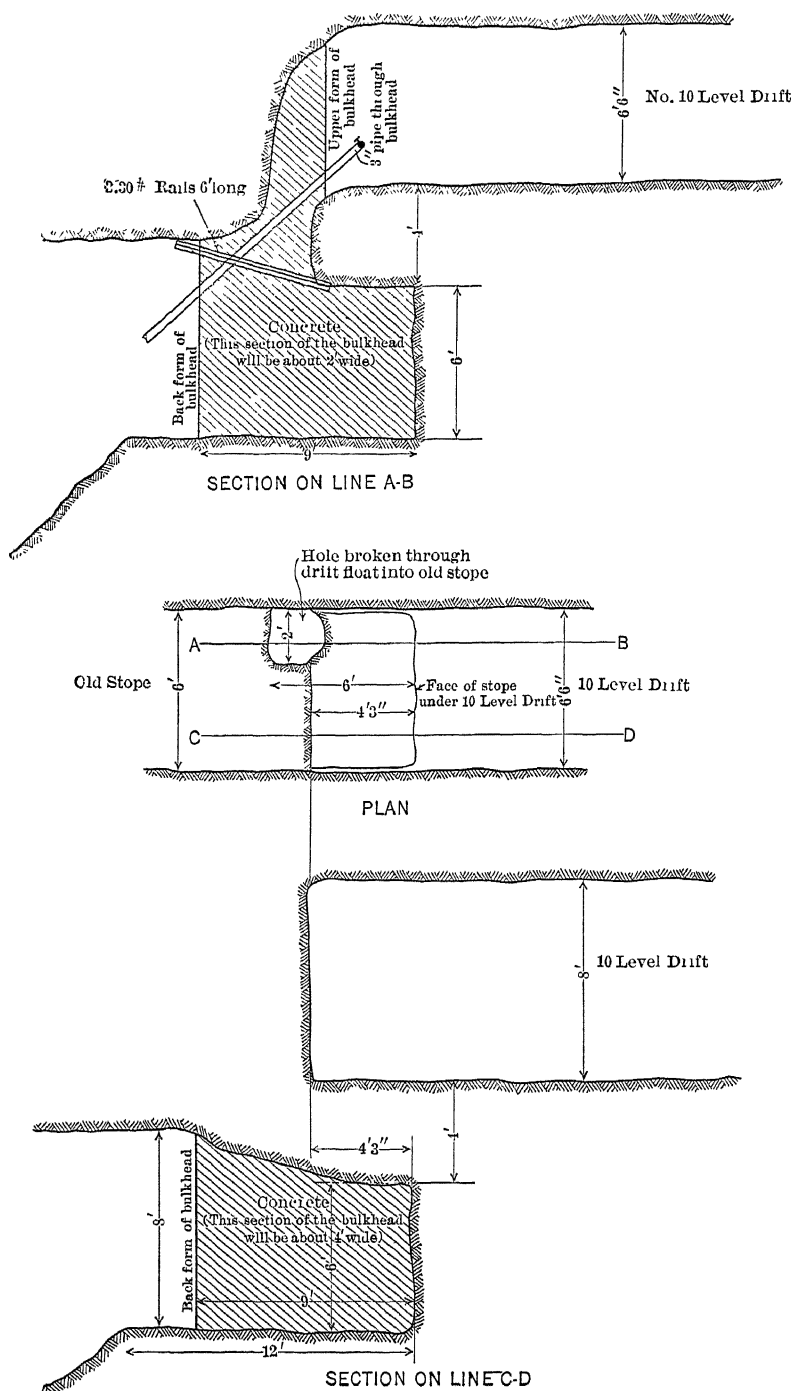 Upper form of
bulkhead
3" pipe through
bulkhead
6'6"
No. 10 Level Drift
Rails 6' long
4'
Concrete
(This section of the bulkhead
will be about 2' wide)
Back form of
bulkhead
6'
9'
SECTION ON LINE A-B
Hole broken through
drift float into old stope
2'
A
B
Old Stope
6'
6'
Face of stope
under 10 Level Drift
6'6"
10 Level Drift
4'3"
C
D
PLAN
8'
10 Level Drift
4'
4'3"
8'
Back form of bulkhead
Concrete
(This section of the bulkhead
will be about 4' wide)
6'
9'
12'
SECTION ON LINE C-D